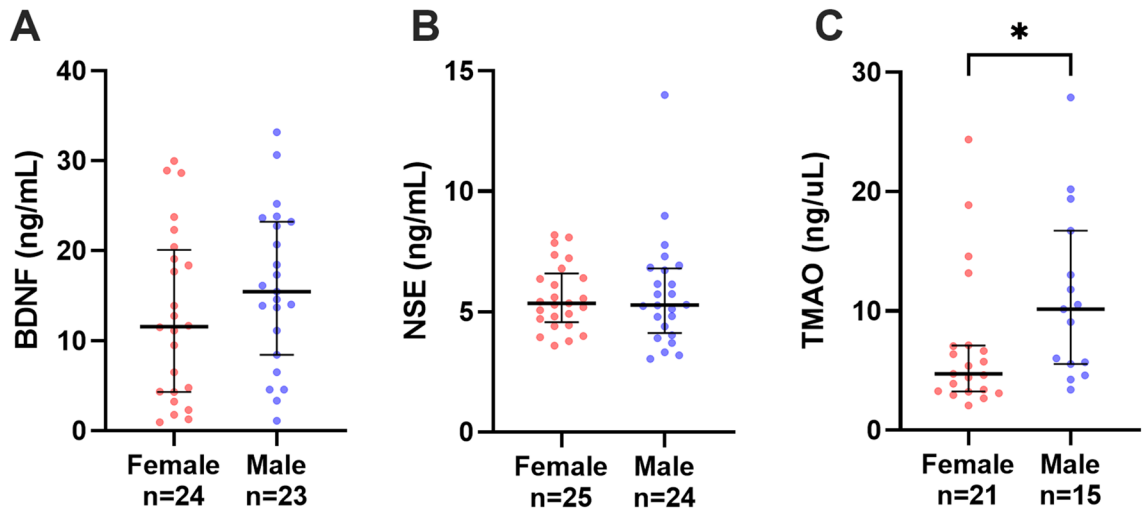 A
BDNF (ng/mL)
40
30
20
10
0
Female
n=24
Male
n=23
B
NSE (ng/mL)
15
10
5
0
Female
n=25
Male
n=24
C
TMAO (ng/uL)
30
20
10
0
*
Female
n=21
Male
n=15